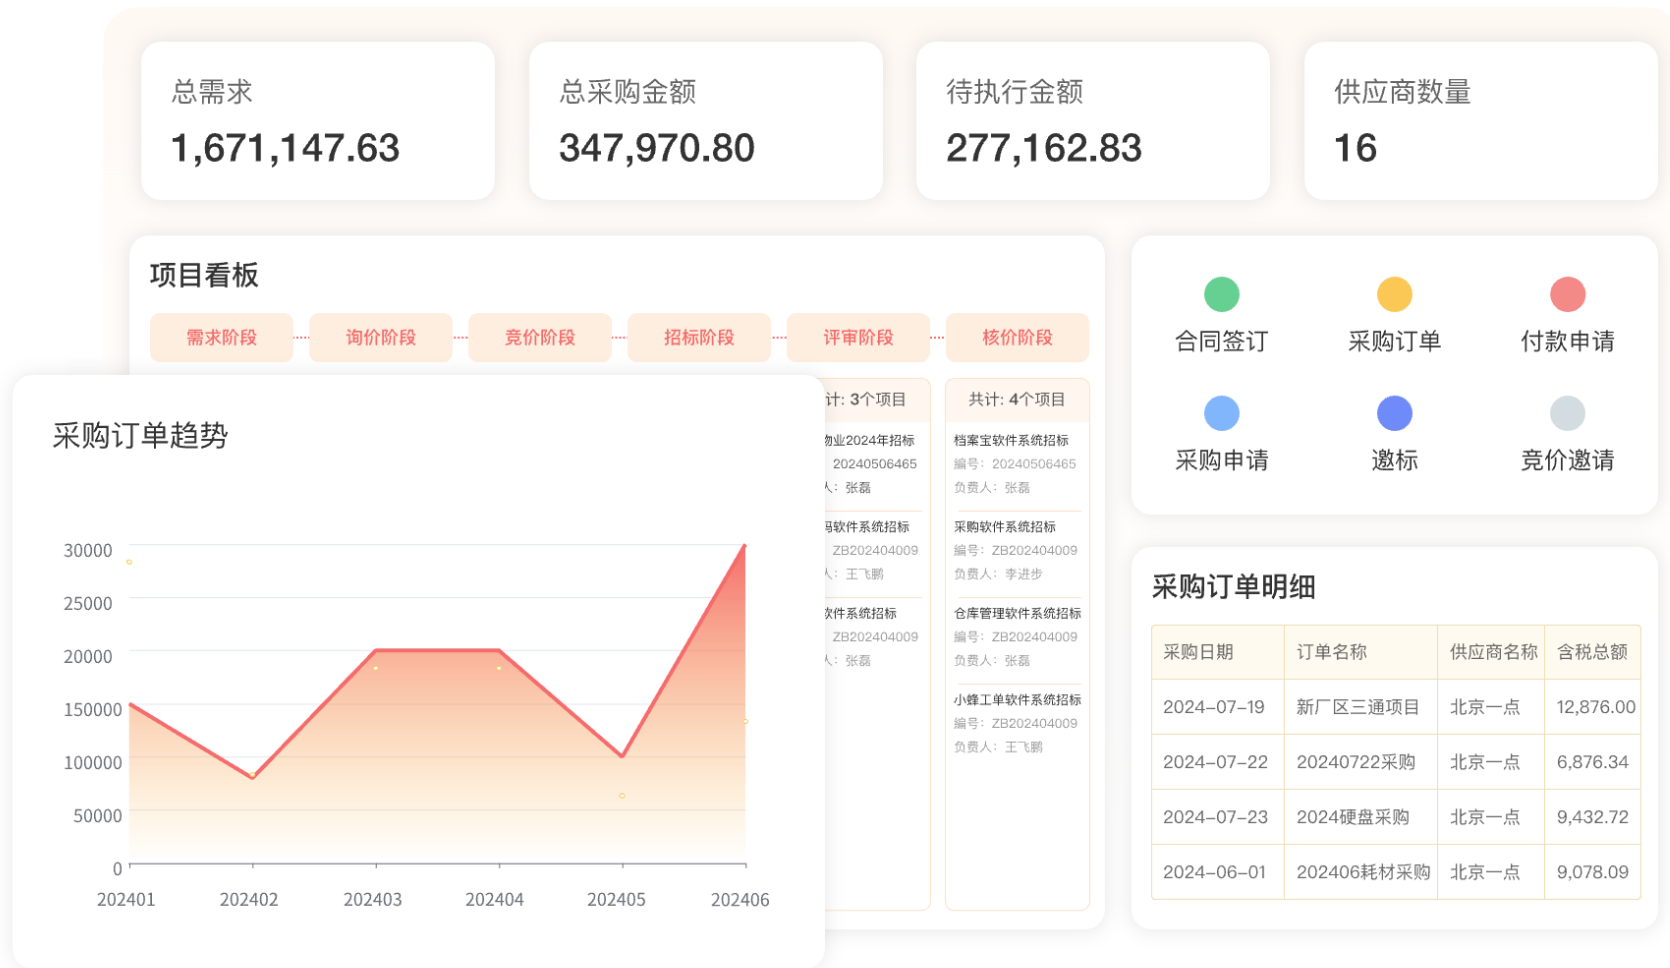 总需求
1,671,147.63
总采购金额
347,970.80
待执行金额
277,162.83
供应商数量
16
项目看板
需求阶段
询价阶段
竞价阶段
招标阶段
评审阶段
核价阶段
计: 3个项目
物业2024年招标
20240506465
人: 张磊
码软件系统招标
ZB202404009
人: 王飞鹏
软件系统招标
ZB202404009
人: 张磊
共计: 4个项目
档案宝软件系统招标
编号: 20240506465
负责人: 张磊
采购软件系统招标
编号: ZB202404009
负责人: 李进步
仓库管理软件系统招标
编号: ZB202404009
负责人: 张磊
小蜂工单软件系统招标
编号: ZB202404009
负责人: 王飞鹏
合同签订
采购订单
付款申请
采购申请
邀标
竞价邀请
采购订单趋势
30000
25000
20000
150000
100000
50000
0
202401
202402
202403
202404
202405
202406
采购订单明细
采购日期 订单名称 供应商名称 含税总额
2024-07-19 新厂区三通项目 北京一点 12,876.00
2024-07-22 20240722采购 北京一点 6,876.34
2024-07-23 2024硬盘采购 北京一点 9,432.72
2024-06-01 202406耗材采购 北京一点 9,078.09